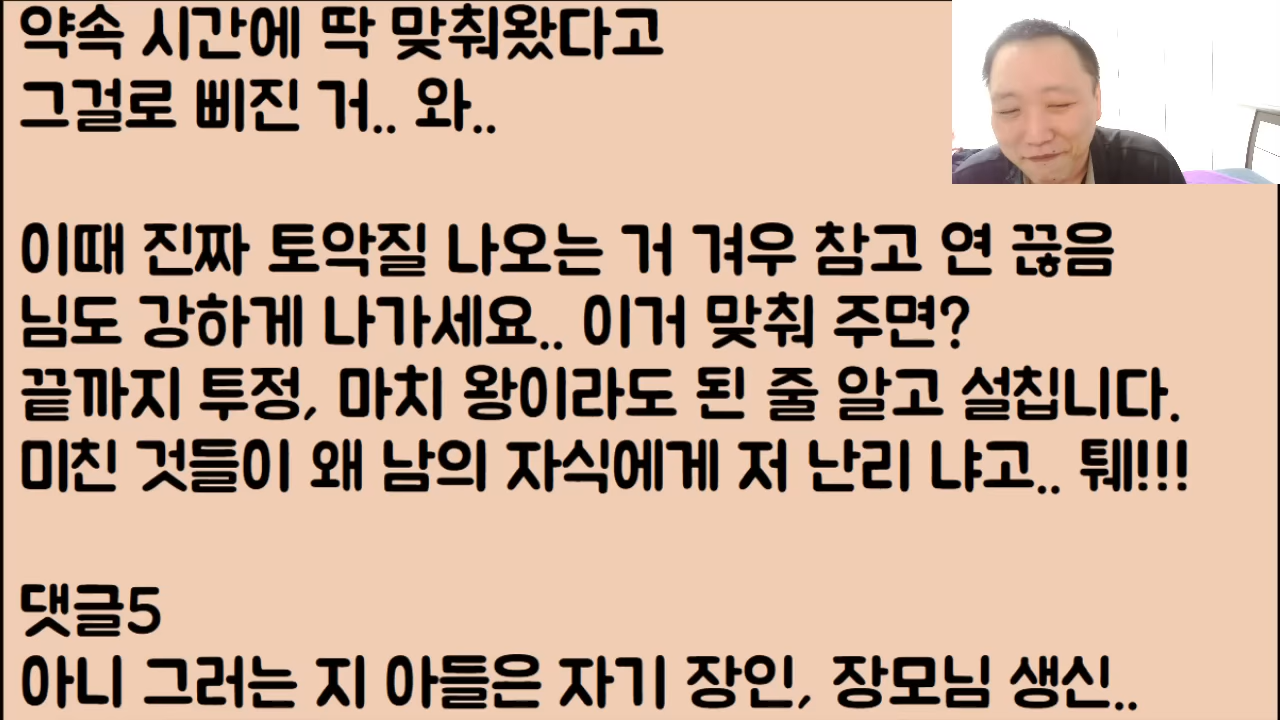 약속 시간에 딱 맞춰왔다고
그걸로 삐진 거.. 와..
이때 진짜 토악질 나오는 거 겨우 참고 연 끊음
님도 강하게 나가세요.. 이거 맞춰 주면?
끝까지 투정, 마치 왕이라도 된 줄 알고 설칩니다.
미친 것들이 왜 남의 자식에게 저 난리 냐고.. 퉤!!!
댓글5
아니 그러는 지 아들은 자기 장인, 장모님 생신..